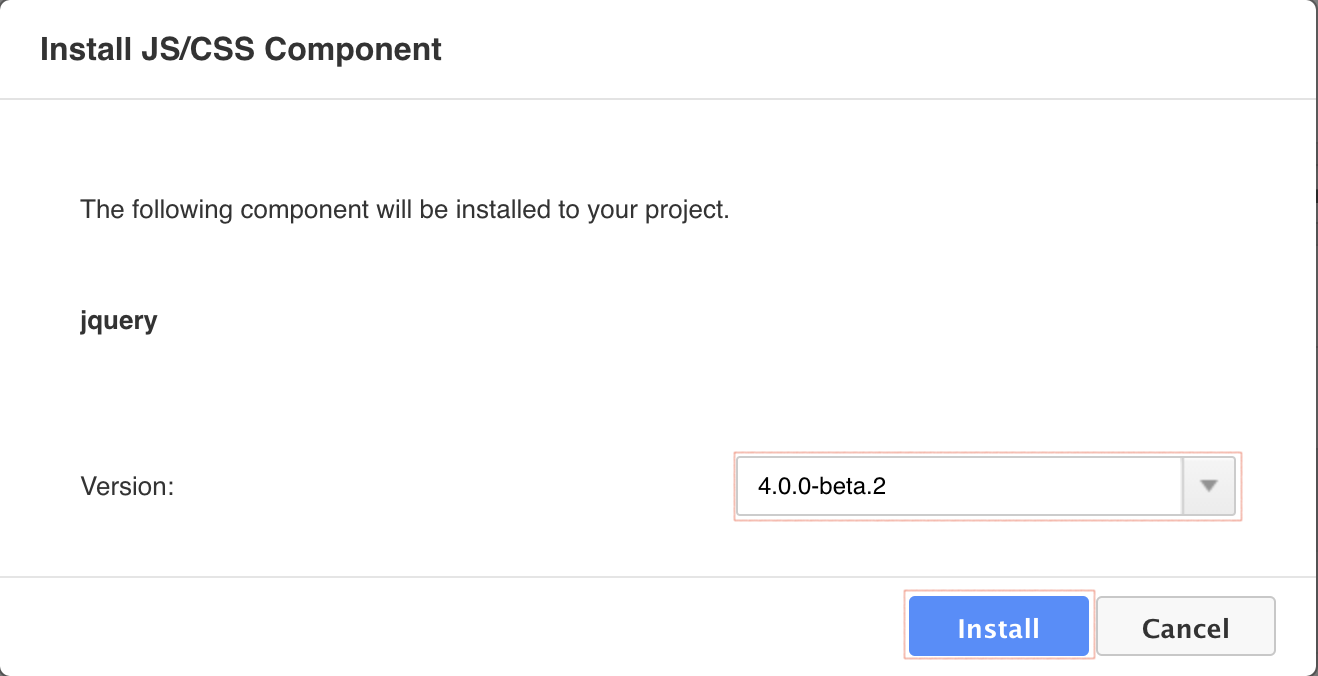 Install JS/CSS Component
The following component will be installed to your project.
jquery
Version:
4.0.0-beta.2
Install
Cancel